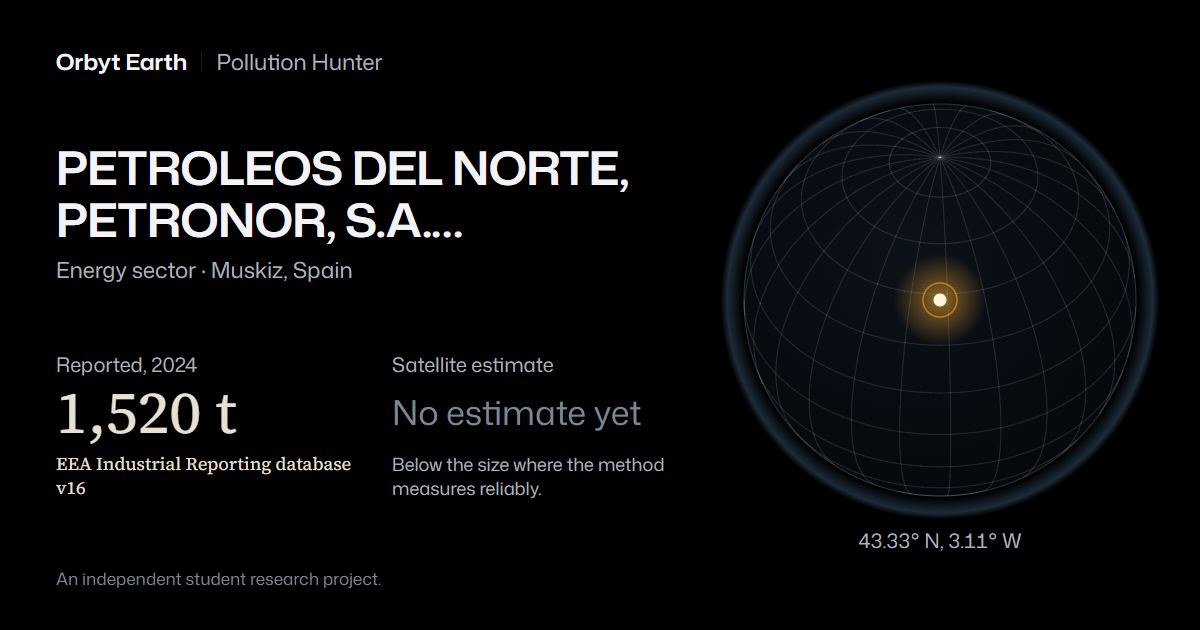 Orbyt Earth | Pollution Hunter
PETROLEOS DEL NORTE,
PETRONOR, S.A....
Energy sector · Muskiz, Spain
Reported, 2024
1,520 t
EEA Industrial Reporting database
v16
Satellite estimate
No estimate yet
Below the size where the method
measures reliably.
43.33° N, 3.11° W
An independent student research project.